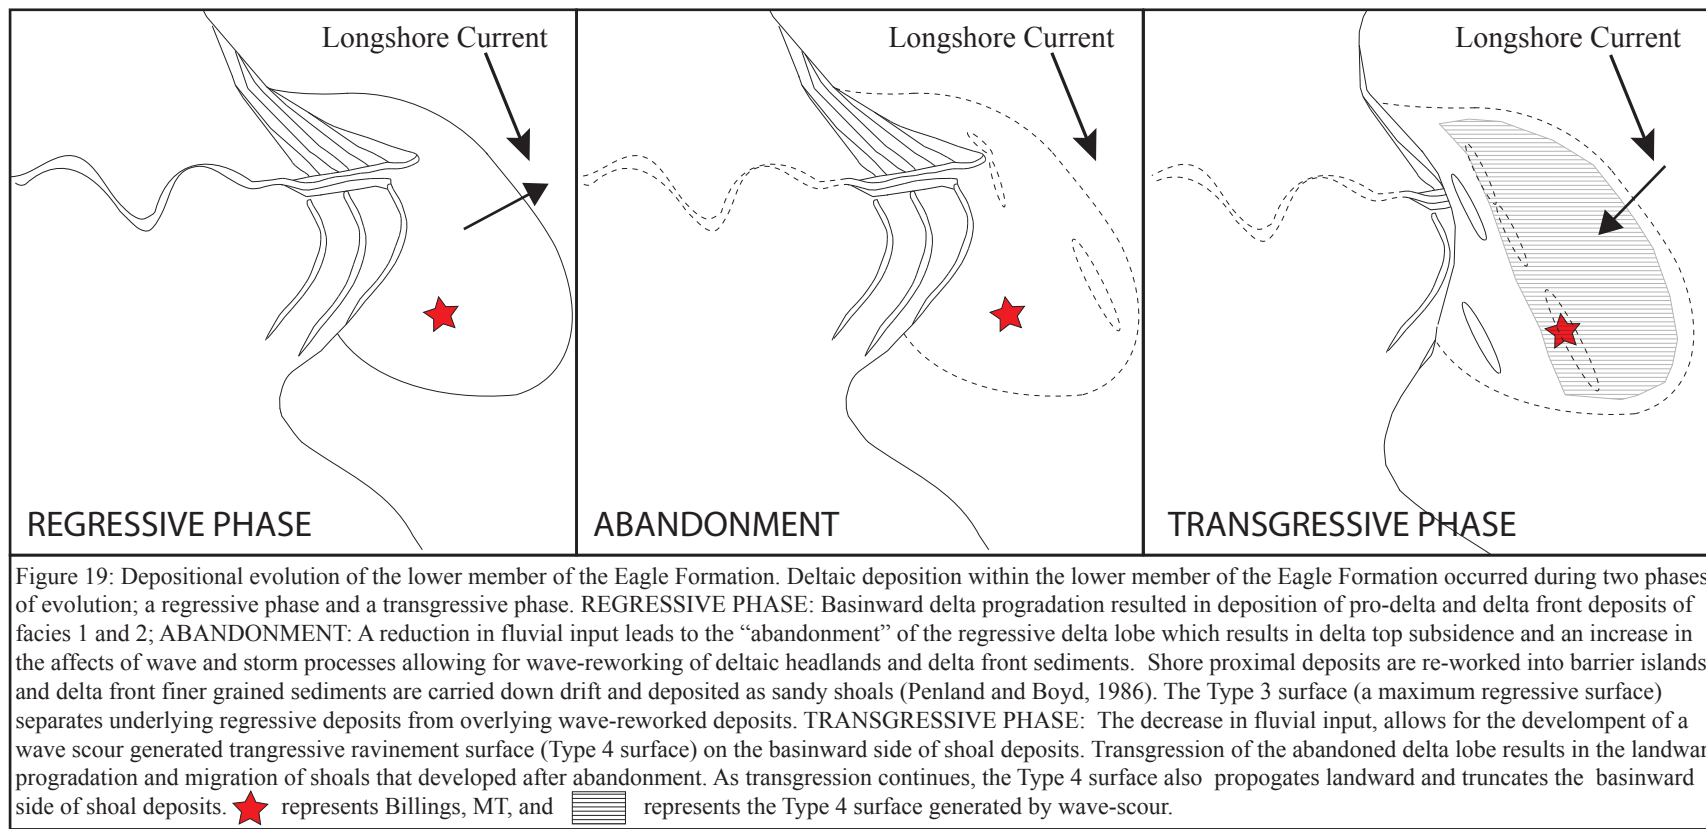 Longshore Current
Longshore Current
Longshore Current
REGRESSIVE PHASE
ABANDONMENT
TRANSGRESSIVE PHASE
Figure 19: Depositional evolution of the lower member of the Eagle Formation. Deltaic deposition within the lower member of the Eagle Formation occurred during two phases
of evolution; a regressive phase and a transgressive phase. REGRESSIVE PHASE: Basinward delta progradation resulted in deposition of pro-delta and delta front deposits of
facies 1 and 2; ABANDONMENT: A reduction in fluvial input leads to the “abandonment” of the regressive delta lobe which results in delta top subsidence and an increase in
the affects of wave and storm processes allowing for wave-reworking of deltaic headlands and delta front sediments. Shore proximal deposits are re-worked into barrier islands
and delta front finer grained sediments are carried down drift and deposited as sandy shoals (Penland and Boyd, 1986). The Type 3 surface (a maximum regressive surface)
separates underlying regressive deposits from overlying wave-reworked deposits. TRANSGRESSIVE PHASE: The decrease in fluvial input, allows for the develompent of a
wave scour generated trangressive ravinement surface (Type 4 surface) on the basinward side of shoal deposits. Transgression of the abandoned delta lobe results in the landwar
progradation and migration of shoals that developed after abandonment. As transgression continues, the Type 4 surface also propogates landward and truncates the basinward
side of shoal deposits. represents Billings, MT, and represents the Type 4 surface generated by wave-scour.